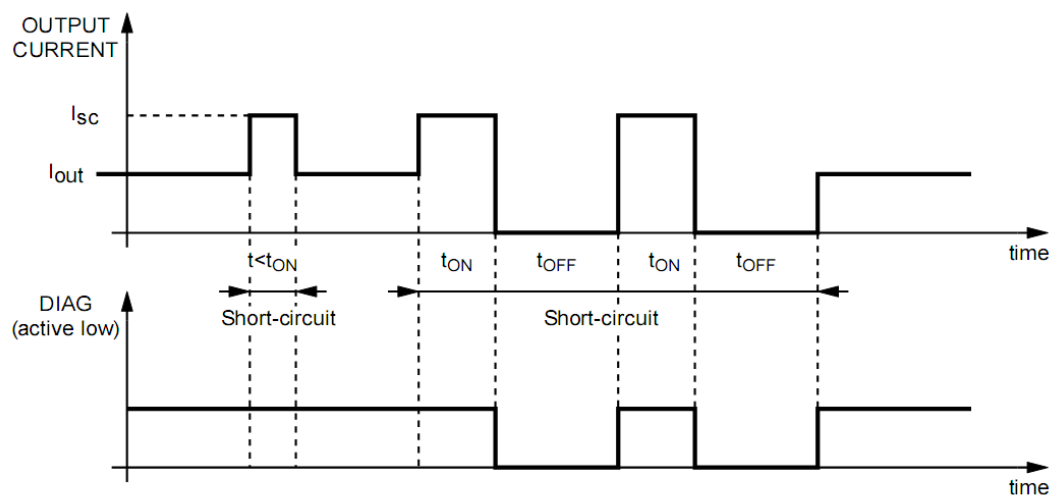 OUTPUT
CURRENT
Isc
Iout
time
t<tON
tON
tOFF
tON
tOFF
DIAG
(active low)
Short-circuit
Short-circuit
time